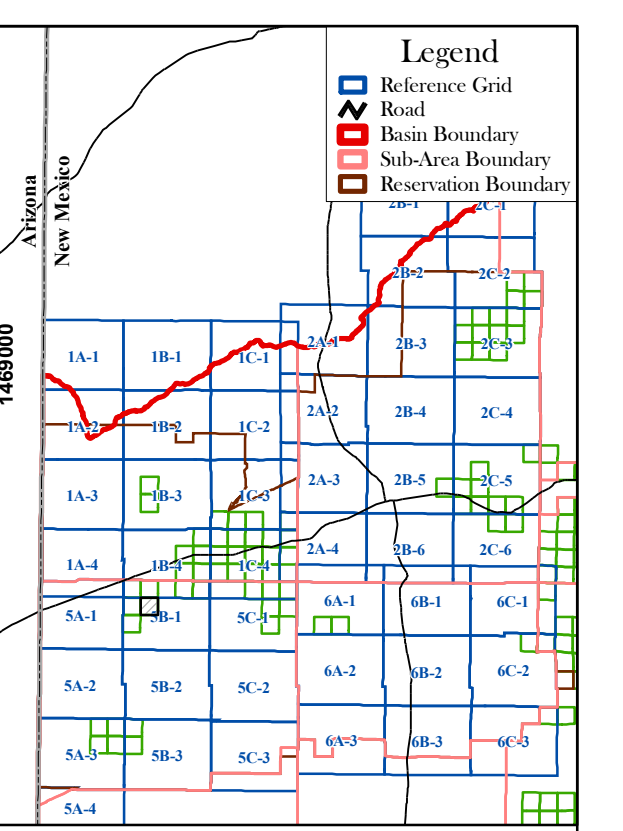 Legend
Reference Grid
Road
Basin Boundary
Sub-Area Boundary
Reservation Boundary
Arizona
New Mexico
1469000
2B-1 2C-1
2B-2 2C-2
1A-1 1B-1 1C-1 2A-1 2B-3 2C-3
1A-2 1B-2 1C-2 2A-2 2B-4 2C-4
1A-3 1B-3 1C-3 2A-3 2B-5 2C-5
1A-4 1B-4 1C-4 2A-4 2B-6 2C-6
5A-1 5B-1 5C-1 6A-1 6B-1 6C-1
5A-2 5B-2 5C-2 6A-2 6B-2 6C-2
5A-3 5B-3 5C-3 6A-3 6B-3 6C-3
5A-4